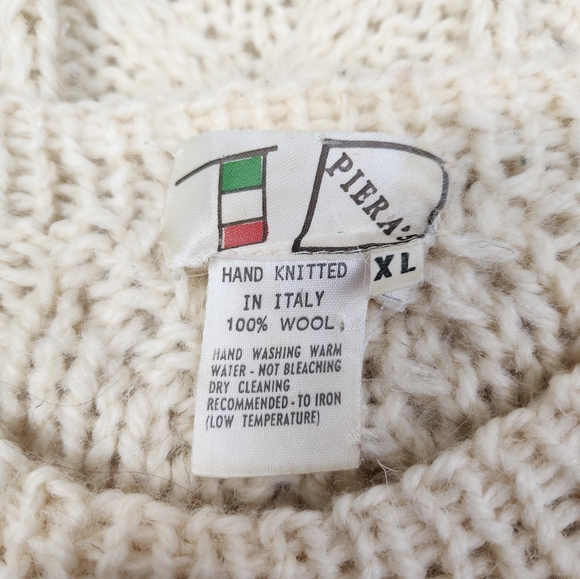 PIERA'S
XL
HAND KNITTED
IN ITALY
100% WOOL
HAND WASHING WARM
WATER - NOT BLEACHING
DRY CLEANING
RECOMMENDED - TO IRON
(LOW TEMPERATURE)